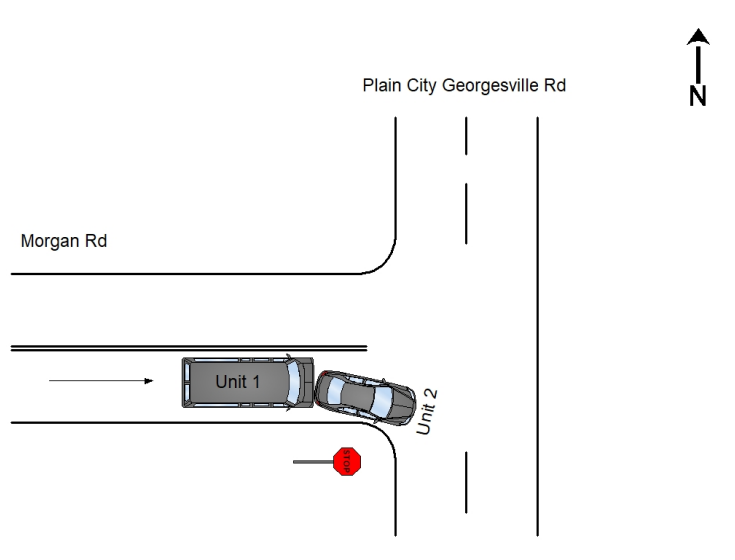 Plain City Georgesville Rd
N
Morgan Rd
Unit 1
Unit 2
STOP